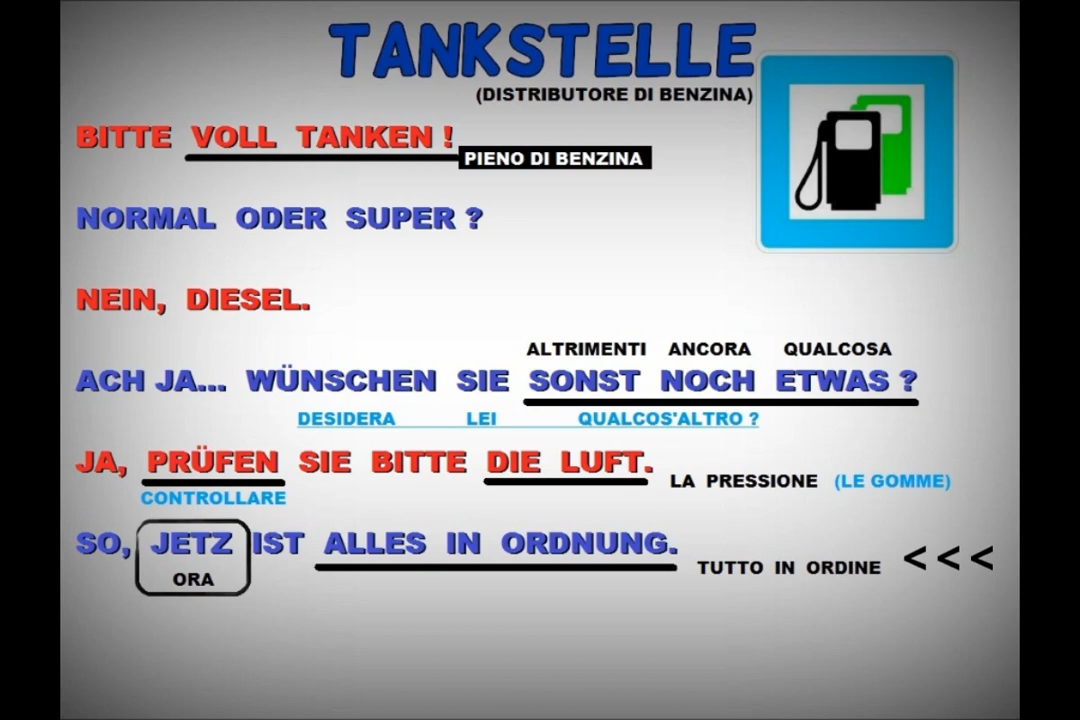 TANKSTELLE
(DISTRIBUTORE DI BENZINA)
BITTE VOLL TANKEN !
PIENO DI BENZINA
NORMAL ODER SUPER ?
NEIN, DIESEL.
ALTRIMENTI ANCORA QUALCOSA
ACH JA... WÜNSCHEN SIE SONST NOCH ETWAS ?
DESIDERA LEI QUALCOS'ALTRO ?
JA, PRÜFEN SIE BITTE DIE LUFT.
LA PRESSIONE (LE GOMME)
CONTROLLARE
SO, JETZ IST ALLES IN ORDNUNG.
TUTTO IN ORDINE <<<
ORA